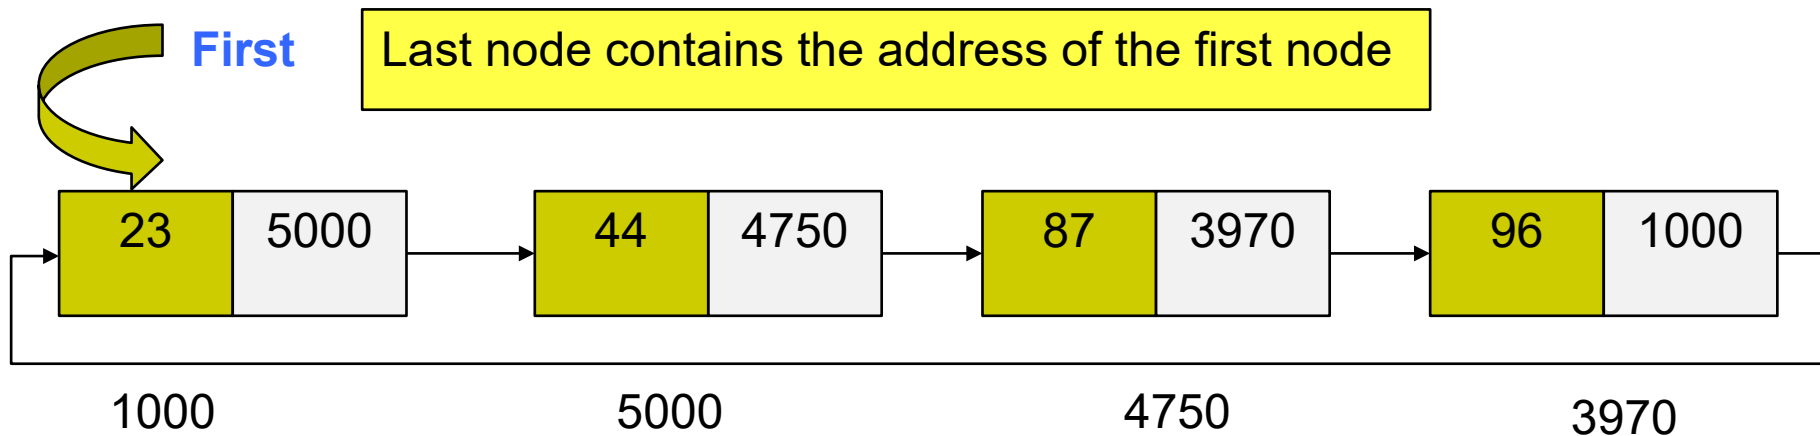 First
Last node contains the address of the first node
23 5000 44 4750 87 3970 96 1000
1000 5000 4750 3970